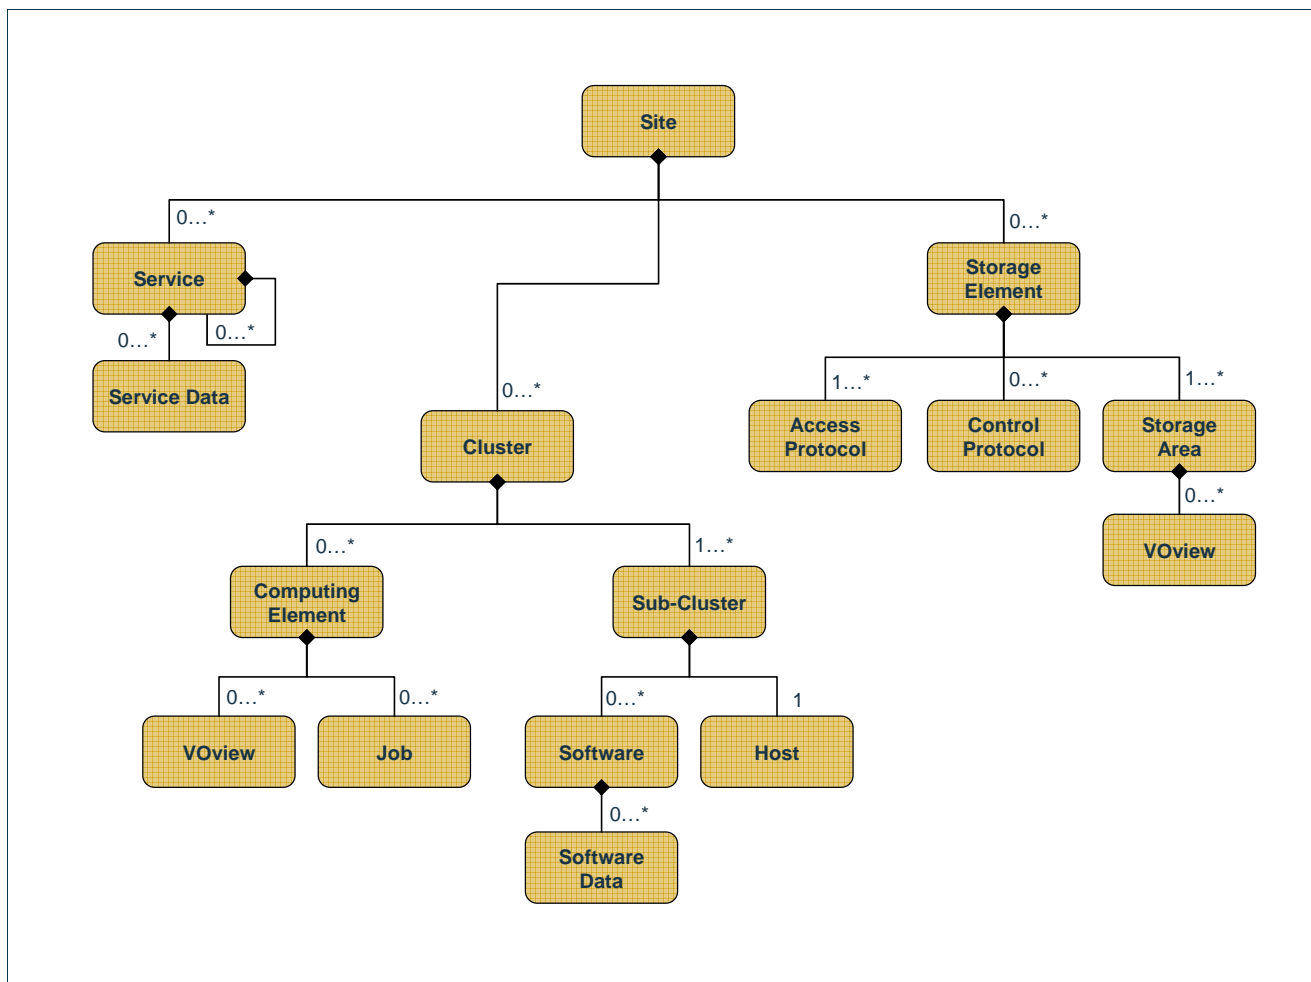 Site
0…*
0…*
Service
Storage
Element
0…*
0…*
Service Data
1…*
0…*
1…*
0…*
Access
Protocol
Control
Protocol
Storage
Area
Cluster
0…*
VOview
0…*
1…*
Computing
Element
Sub-Cluster
0…*
0…*
0…*
1
VOview
Job
Software
Host
0…*
Software
Data